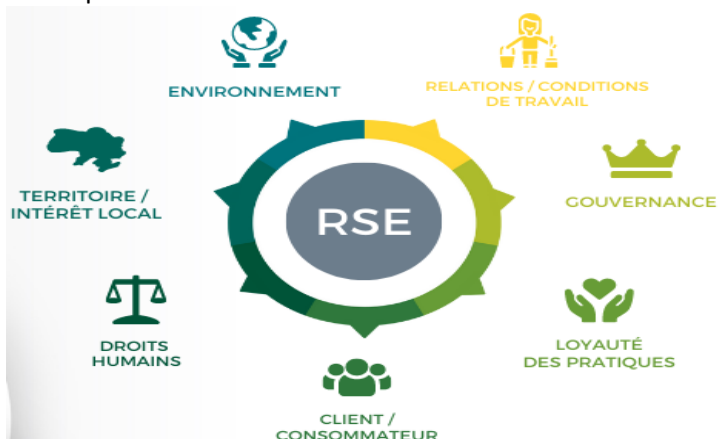 ENVIRONNEMENT
RELATIONS / CONDITIONS
DE TRAVAIL
TERRITOIRE /
INTÉRÊT LOCAL
RSE
GOUVERNANCE
DROITS
HUMAINS
LOYAUTÉ
DES PRATIQUES
CLIENT /
CONSOMMATEUR